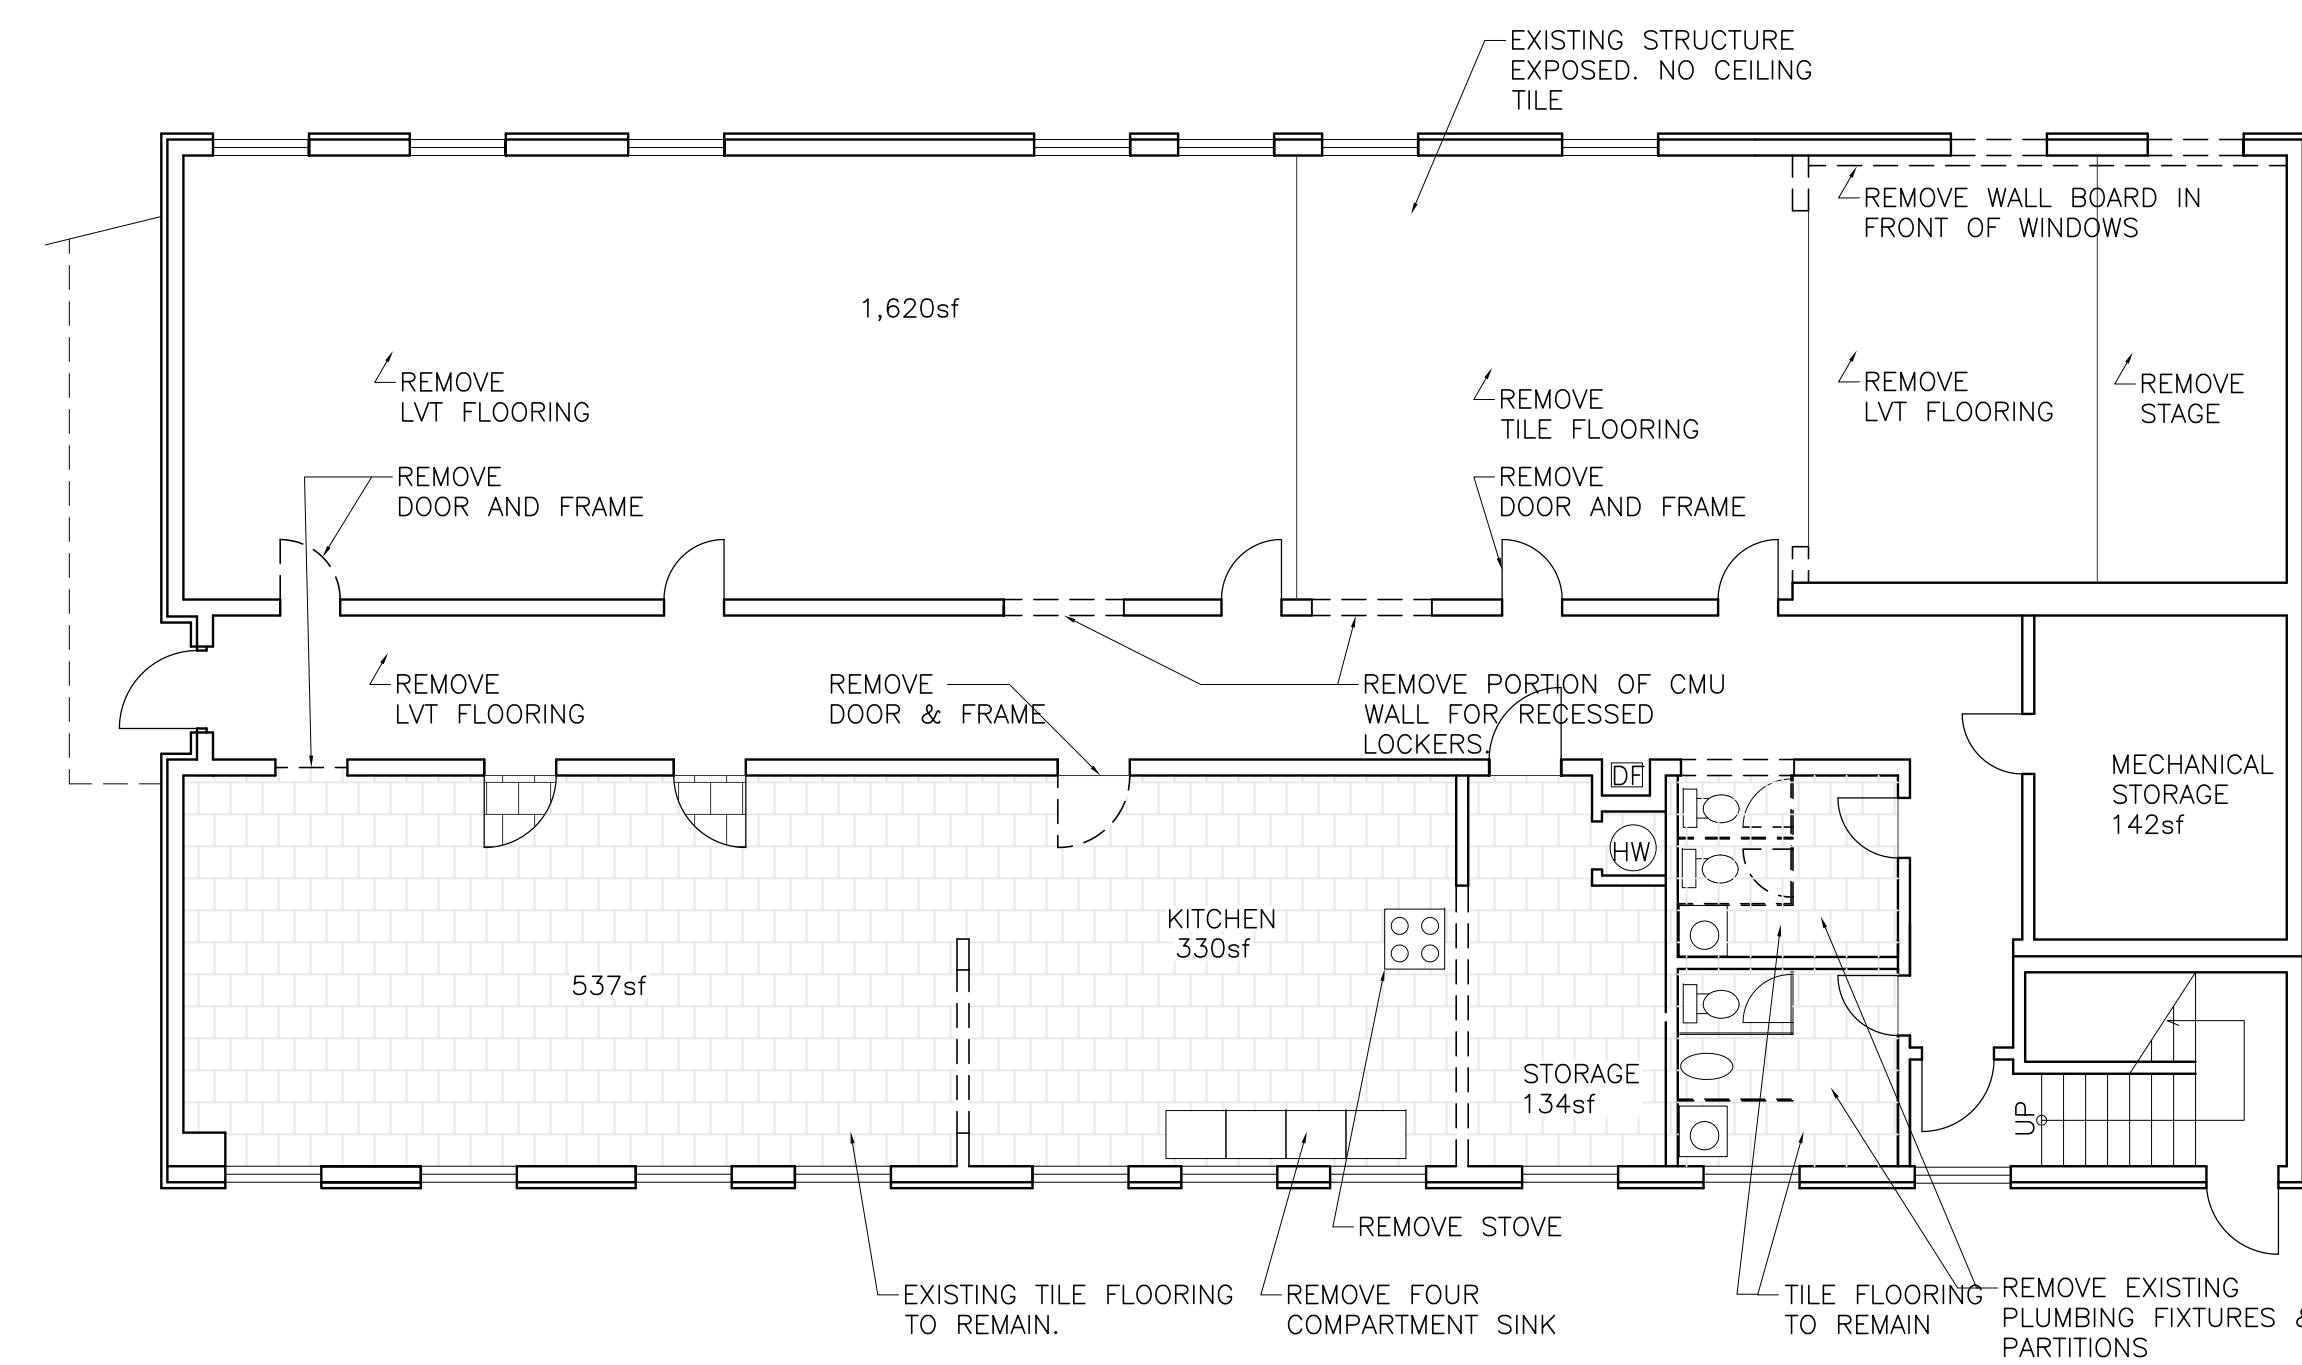 EXISTING STRUCTURE
EXPOSED. NO CEILING
TILE
REMOVE WALL BOARD IN
FRONT OF WINDOWS
1,620sf
REMOVE
LVT FLOORING
REMOVE
TILE FLOORING
REMOVE
LVT FLOORING
REMOVE
STAGE
REMOVE
DOOR AND FRAME
REMOVE
DOOR AND FRAME
REMOVE
LVT FLOORING
REMOVE
DOOR & FRAME
REMOVE PORTION OF CMU
WALL FOR RECESSED
LOCKERS.
DF
MECHANICAL
STORAGE
142sf
HW
KITCHEN
330sf
537sf
STORAGE
134sf
UP
REMOVE STOVE
EXISTING TILE FLOORING
TO REMAIN.
REMOVE FOUR
COMPARTMENT SINK
TILE FLOORING
TO REMAIN
REMOVE EXISTING
PLUMBING FIXTURES &
PARTITIONS